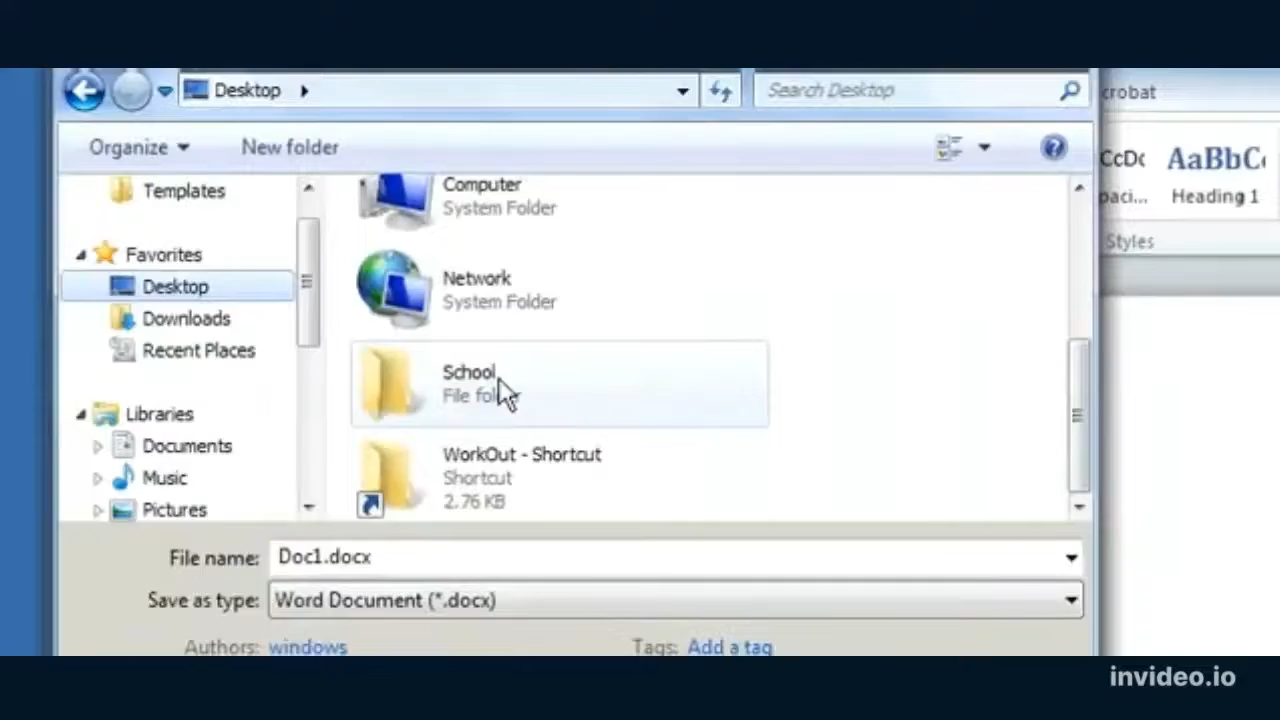 Desktop
Search Desktop
crobat
Organize
New folder
CcDc
AaBbC
paci...
Heading 1
Styles
Templates
Favorites
Desktop
Downloads
Recent Places
Libraries
Documents
Music
Pictures
Computer
System Folder
Network
System Folder
School
File fol
WorkOut - Shortcut
Shortcut
2.76 KB
File name:
Doc1.docx
Save as type:
Word Document (*.docx)
Authors: windows
Tags: Add a tag
invideo.io